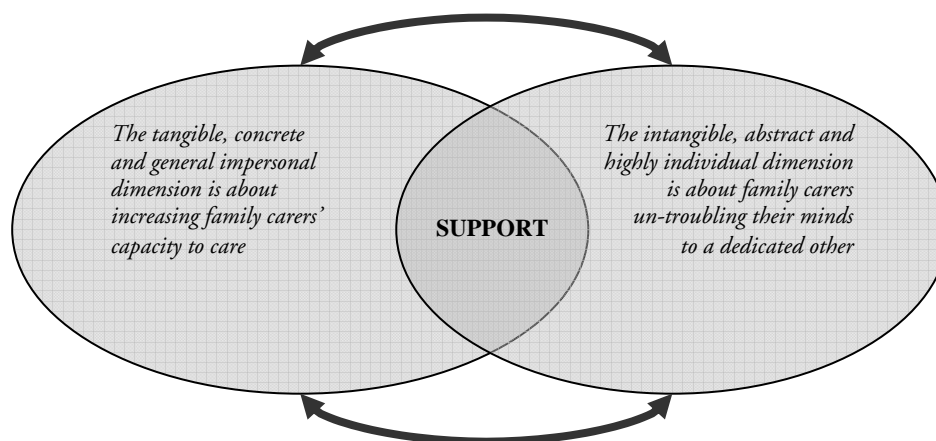 The tangible, concrete
and general impersonal
dimension is about
increasing family carers’
capacity to care
SUPPORT
The intangible, abstract and
highly individual dimension
is about family carers
un-troubling their minds
to a dedicated other